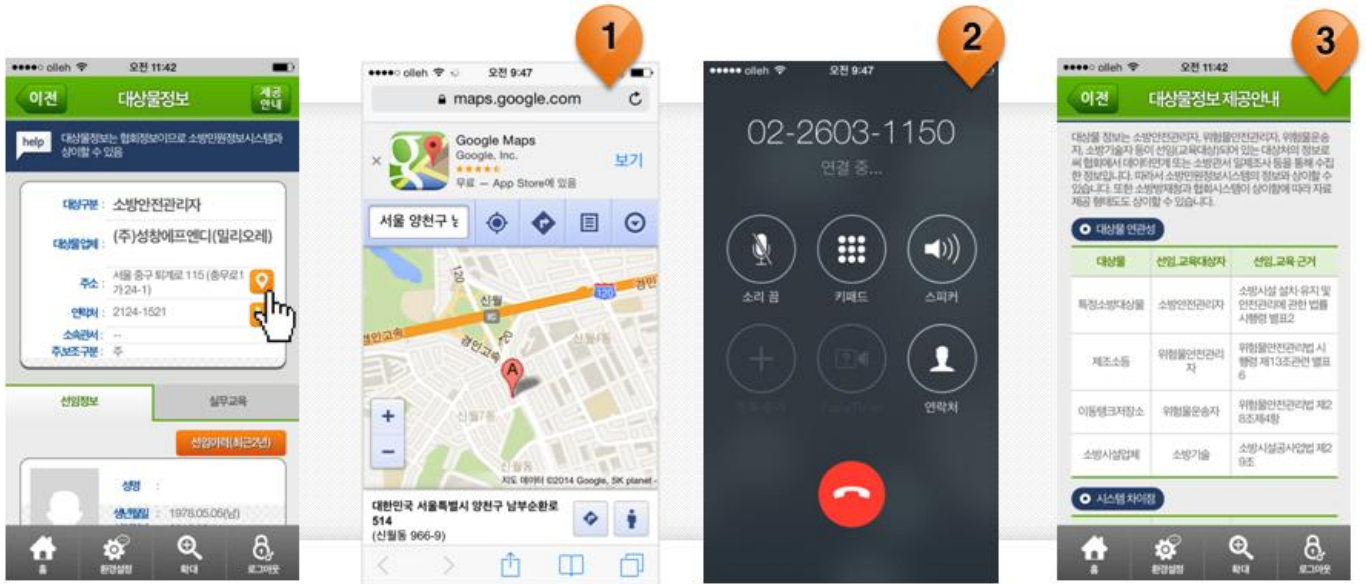 1
2
3
●●●●○ olleh 오전 11:42
이전
대상물정보
제공
안내
help
대상물정보는 협회정보이므로 소방민원정보시스템과
상이할 수 있음
대상구분 : 소방안전관리자
대상물업체 : (주)성창에프엔디(밀리오레)
주소 : 서울 중구 퇴계로 115 (충무로1
가 24-1)
연락처 : 2124-1521
소속관서 : --
주보조구분 : 주
선임정보
실무교육
선임이력(최근2년)
성명 :
생년월일 : 1978.05.05(남)
홈
환경설정
확대
로그아웃
●●●●○ olleh 오전 9:47
maps.google.com
Google Maps
Google, Inc.
★★★★☆
무료 – App Store에 있음
× 보기
서울 양천구 남
120
120
신월
IC
경인고속
20
경인
경인고속
신월7동
A
+
−
지도 데이터 ©2014 Google, SK planet -
대한민국 서울특별시 양천구 남부순환로
514
(신월동 966-9)
●●●●● olleh 오전 9:47
02-2603-1150
연결 중...
소리 끔
키패드
스피커
FaceTime
연락처
●●●●○ olleh 오전 11:42
이전
대상물정보 제공안내
대상물 정보는 소방안전관리자, 위험물안전관리자, 위험물운송
자, 소방기술자 등이 선임(교육대상)되어 있는 대상처의 정보로
써 협회에서 데이터연계 또는 소방관서 일제조사 등을 통해 수집
한 정보입니다. 따라서 소방민원정보시스템의 정보와 상이할 수
있습니다. 또한 소방방재청과 협회시스템이 상이함에 따라 자료
제공 형태도도 상이할 수 있습니다.
대상물 연관성
대상물 선임.교육대상자 선임.교육 근거
특정소방대상물 소방안전관리자 소방시설 설치·유지 및
안전관리에 관한 법률
시행령 별표2
제조소등 위험물안전관리
자 위험물안전관리법 시
행령 제13조관련 별표
6
이동탱크저장소 위험물운송자 위험물안전관리법 제2
8조제4항
소방시설업체 소방기술 소방시설공사업법 제2
9조
시스템 차이점
홈
환경설정
확대
로그아웃